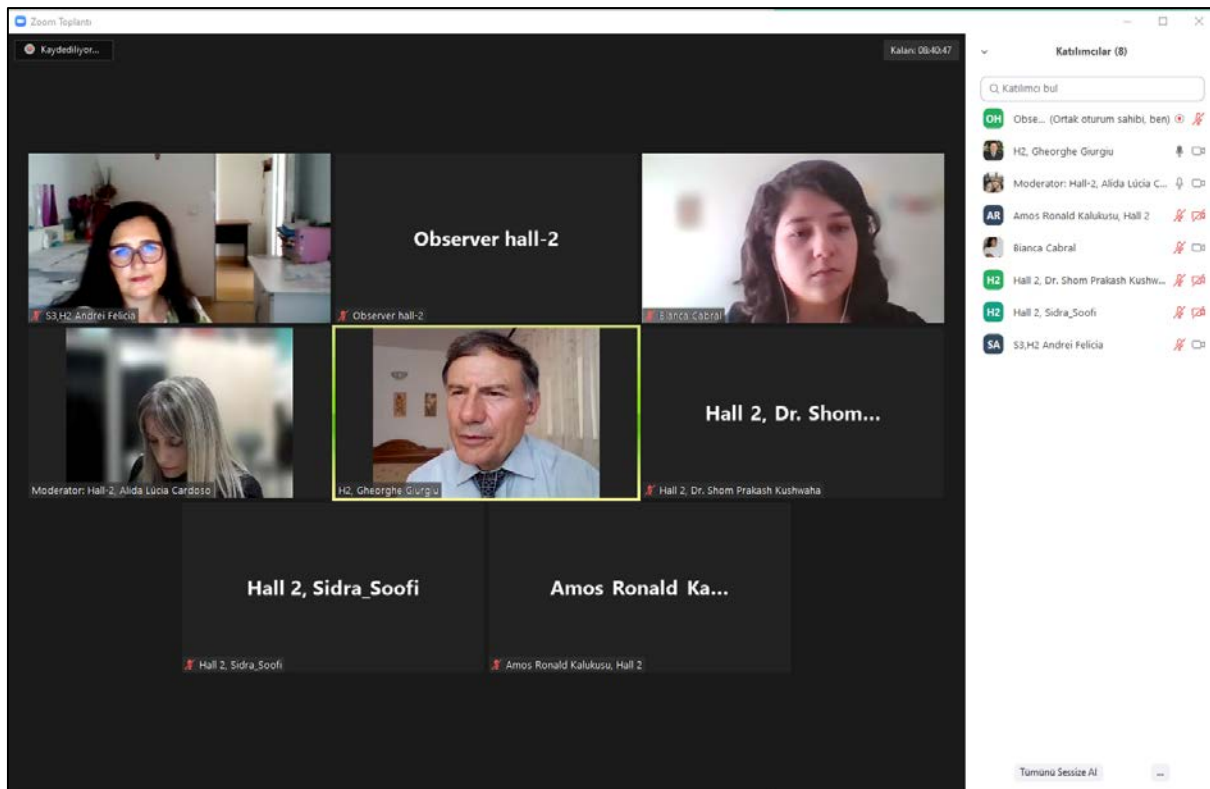 Zoom Toplantı
Kaydediliyor...
Kalan: 08:40:47
S3,H2 Andrei Felicia
Observer hall-2
Observer hall-2
Bianca Cabral
Moderator: Hall-2, Alida Lúcia Cardoso
H2, Gheorghe Giurgiu
Hall 2, Dr. Shom...
Hall 2, Dr. Shom Prakash Kushwaha
Hall 2, Sidra_Soofi
Hall 2, Sidra_Soofi
Amos Ronald Ka...
Amos Ronald Kalukusu, Hall 2
Katılımcılar (8)
Katılımcı bul
OH Obse... (Ortak oturum sahibi, ben)
H2, Gheorghe Giurgiu
Moderator: Hall-2, Alida Lúcia C...
AR Amos Ronald Kalukusu, Hall 2
Bianca Cabral
H2 Hall 2, Dr. Shom Prakash Kushw...
H2 Hall 2, Sidra_Soofi
SA S3,H2 Andrei Felicia
Tümünü Sessize Al
...